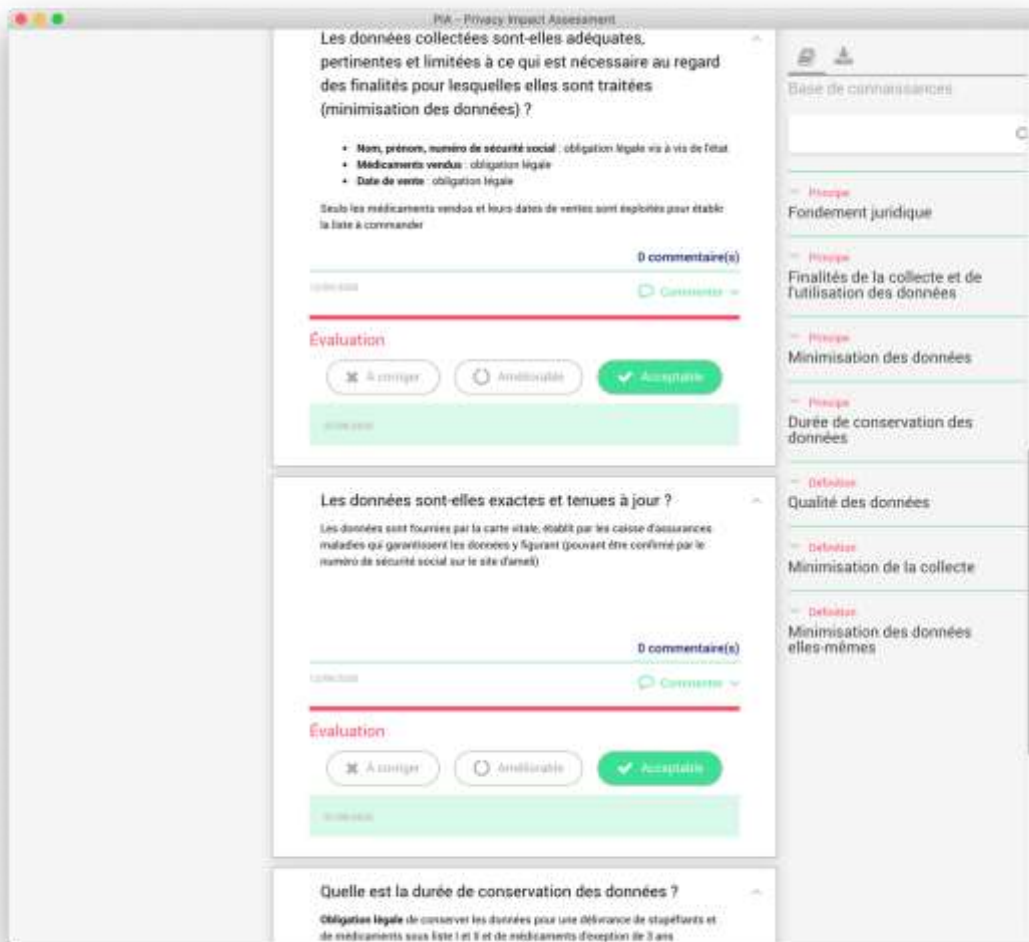 PIA - Privacy Impact Assessment
Les données collectées sont-elles adéquates,
pertinentes et limitées à ce qui est nécessaire au regard
des finalités pour lesquelles elles sont traitées
(minimisation des données) ?
• Nom, prénom, numéro de sécurité social : obligation légale vis à vis de l'état
• Médicaments vendus : obligation légale
• Date de vente : obligation légale
Seuls les médicaments vendus et leurs dates de ventes sont exploités pour établir
la liste à commander
0 commentaire(s)
Commenter
Évaluation
À corriger
Améliorable
Acceptable
Les données sont-elles exactes et tenues à jour ?
Les données sont fournies par la carte vitale, établit par les caisse d'assurances
maladies qui garantissent les données y figurant (pouvant être confirmé par le
numéro de sécurité social sur le site d'ameli)
0 commentaire(s)
Commenter
Évaluation
À corriger
Améliorable
Acceptable
Quelle est la durée de conservation des données ?
Obligation légale de conserver les données pour une délivrance de stupéfiants et
de médicaments sous liste I et II et de médicaments d'exeption de 3 ans
Base de connaissances
Principe
Fondement juridique
Principe
Finalités de la collecte et de
l'utilisation des données
Principe
Minimisation des données
Principe
Durée de conservation des
données
Définition
Qualité des données
Définition
Minimisation de la collecte
Définition
Minimisation des données
elles-mêmes